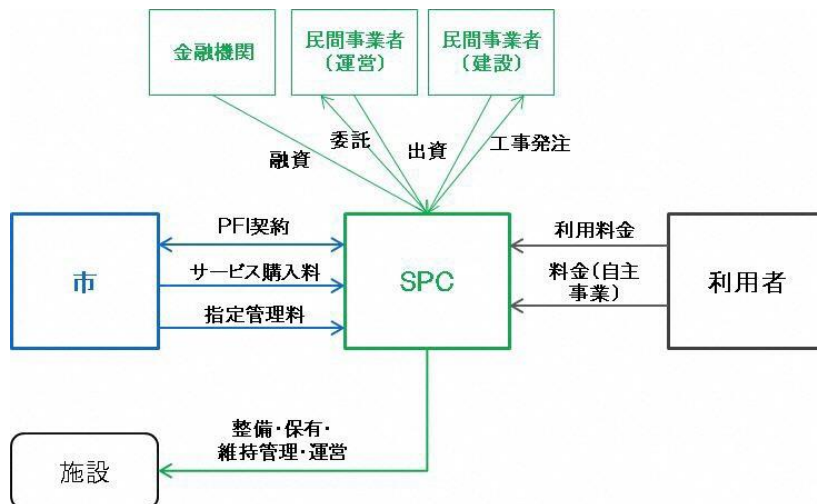 金融機関
民間事業者
(運営)
民間事業者
(建設)
融資
委託
出資
工事発注
市
PFI契約
サービス購入料
指定管理料
SPC
利用料金
料金(自主
事業)
利用者
整備・保有・
維持管理・運営
施設